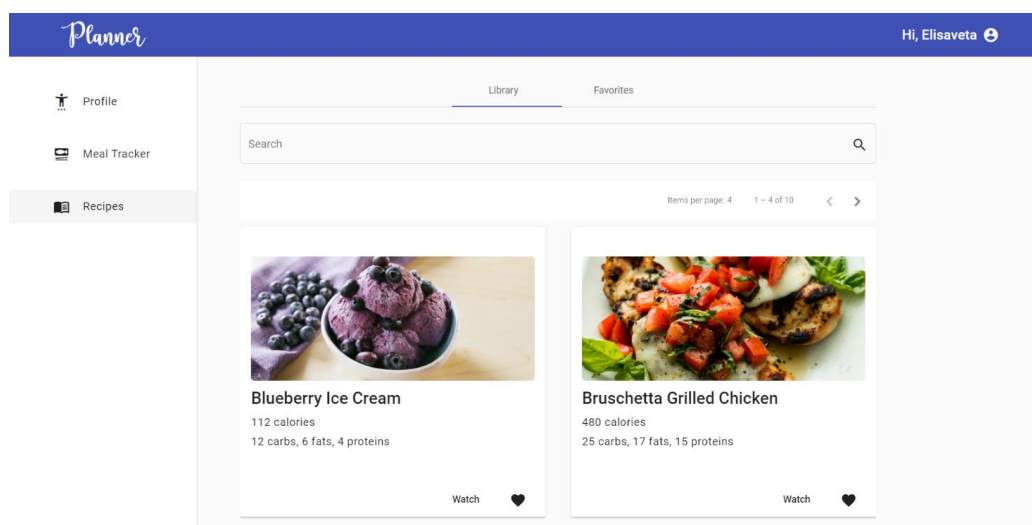 Planner
Hi, Elisaveta
Profile
Meal Tracker
Recipes
Library Favorites
Search
Items per page: 4 1 – 4 of 10
Blueberry Ice Cream
112 calories
12 carbs, 6 fats, 4 proteins
Watch
Bruschetta Grilled Chicken
480 calories
25 carbs, 17 fats, 15 proteins
Watch